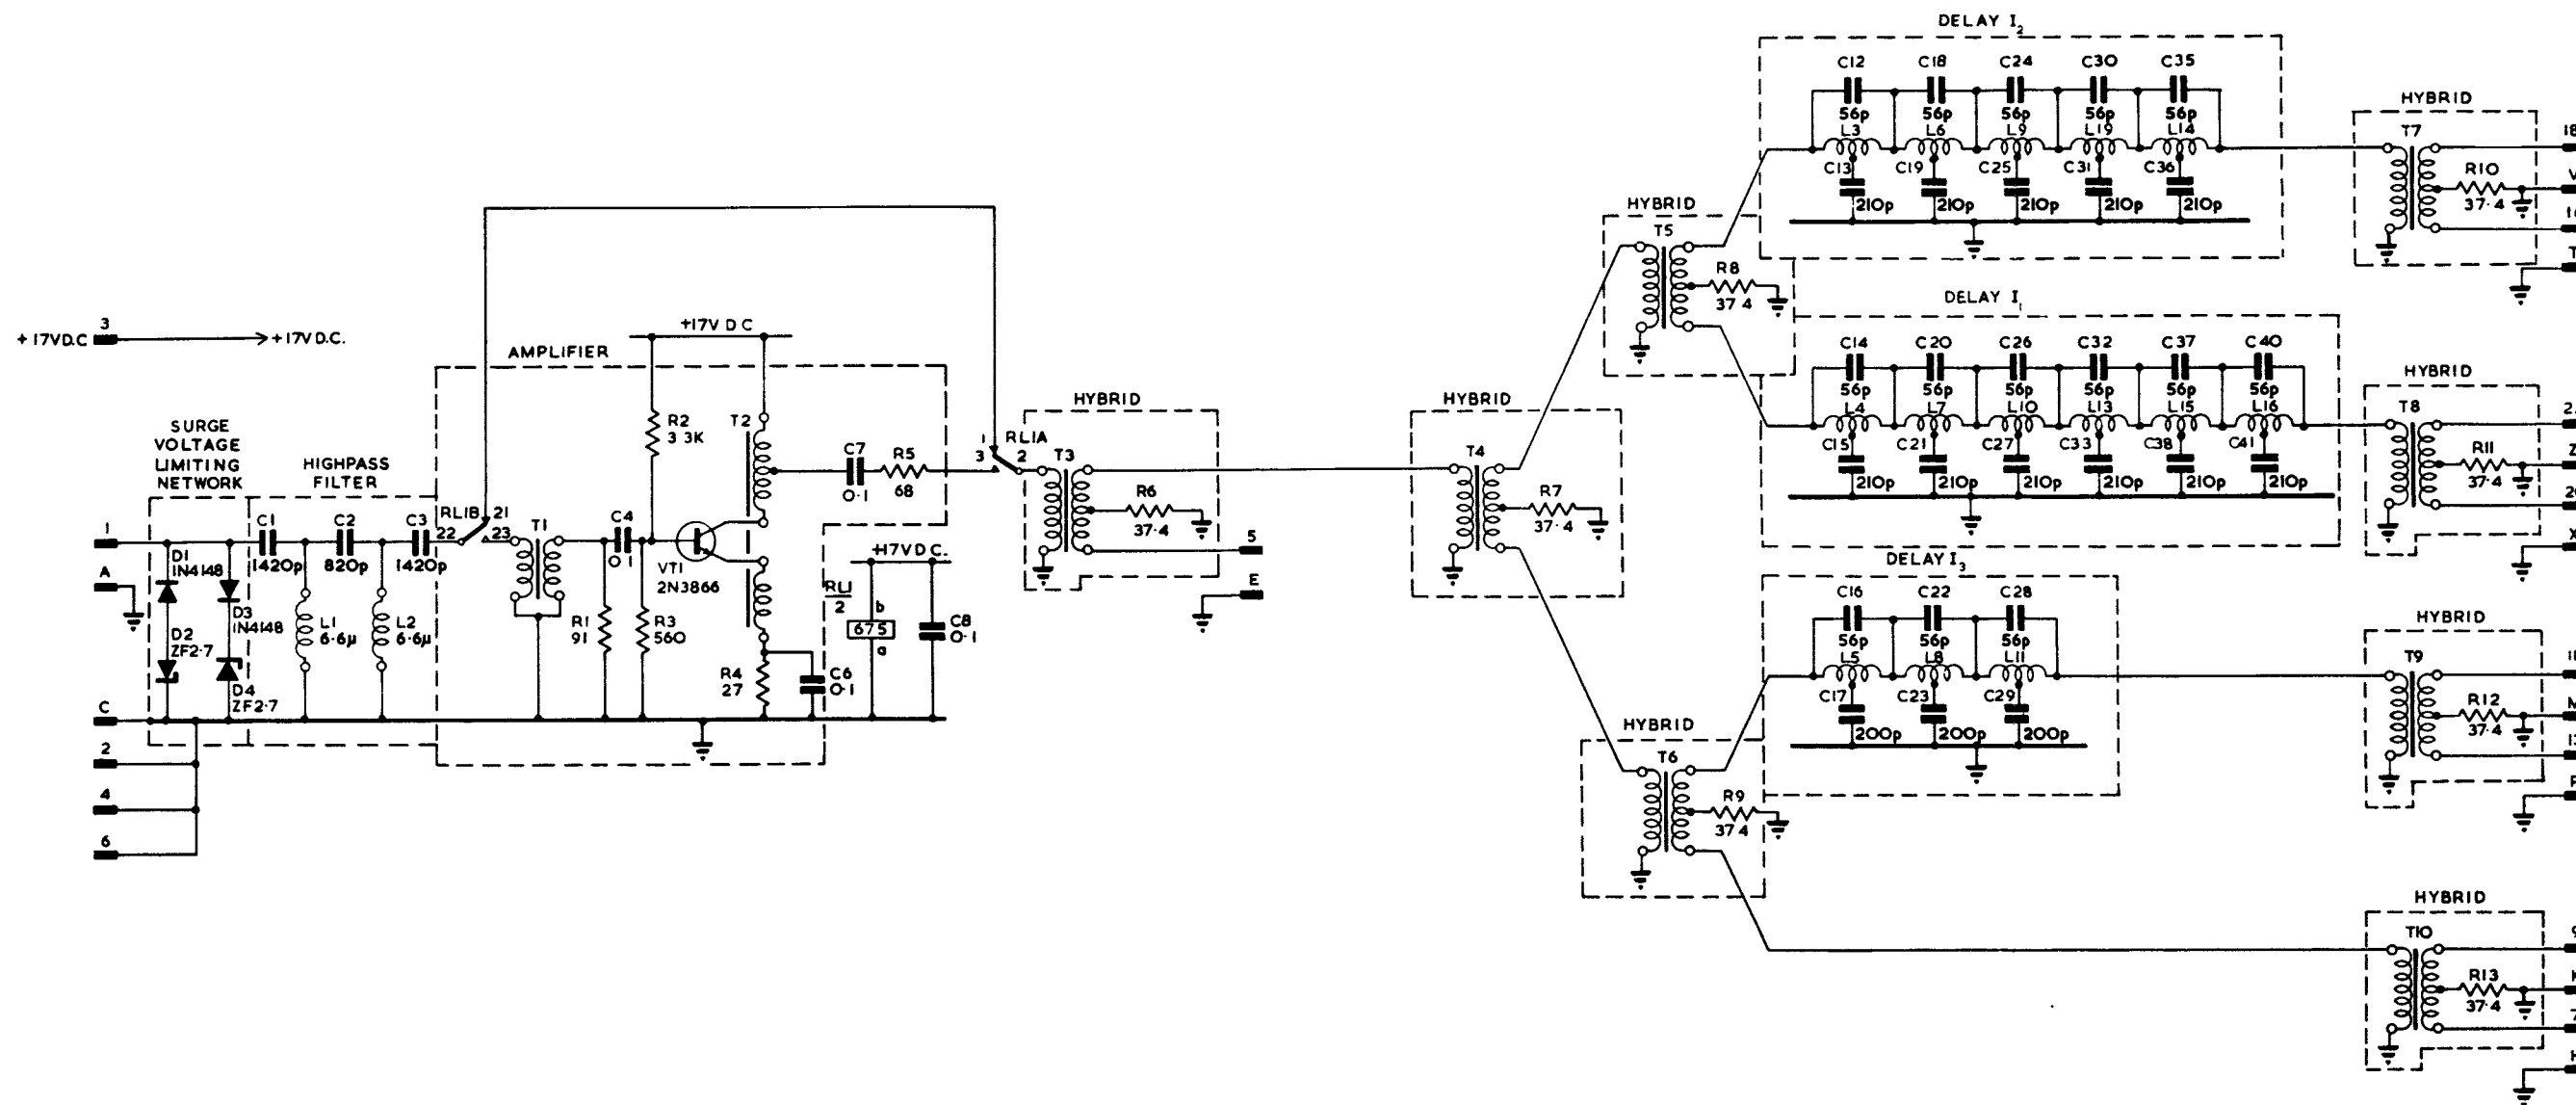 +17VD.C
3
+17VD.C.
SURGE
VOLTAGE
LIMITING
NETWORK
HIGHPASS
FILTER
AMPLIFIER
1
A
C
2
4
6
D1
1N4148
D2
ZF2·7
D3
1N4148
D4
ZF2·7
C1
1420p
C2
820p
C3
1420p
L1
6·6µ
L2
6·6µ
RL1B
21
22
23
T1
R1
91
C4
0·1
R2
3 3K
R3
560
VT1
2N3866
+17V D C
T2
R4
27
C6
0·1
C7
0·1
R5
68
RL1
2
b
675
a
+17VDC.
C8
0·1
1
3
RL1A
2
HYBRID
T3
R6
37·4
5
E
HYBRID
T4
R7
37·4
HYBRID
T5
R8
37 4
HYBRID
T6
R9
37 4
DELAY I2
C12
C18
C24
C30
C35
56p
56p
56p
56p
56p
L3
L6
L9
L19
L14
C13
C19
C25
C31
C36
210p
210p
210p
210p
210p
DELAY I1
C14
C20
C26
C32
C37
C40
56p
56p
56p
56p
56p
56p
L4
L7
L10
L13
L15
L16
C15
C21
C27
C33
C38
C41
210p
210p
210p
210p
210p
210p
DELAY I3
C16
C22
C28
56p
56p
56p
L5
L8
L11
C17
C23
C29
200p
200p
200p
HYBRID
T7
R10
37·4
18
HYBRID
T8
R11
37·4
HYBRID
T9
R12
37·4
HYBRID
T10
R13
37·4